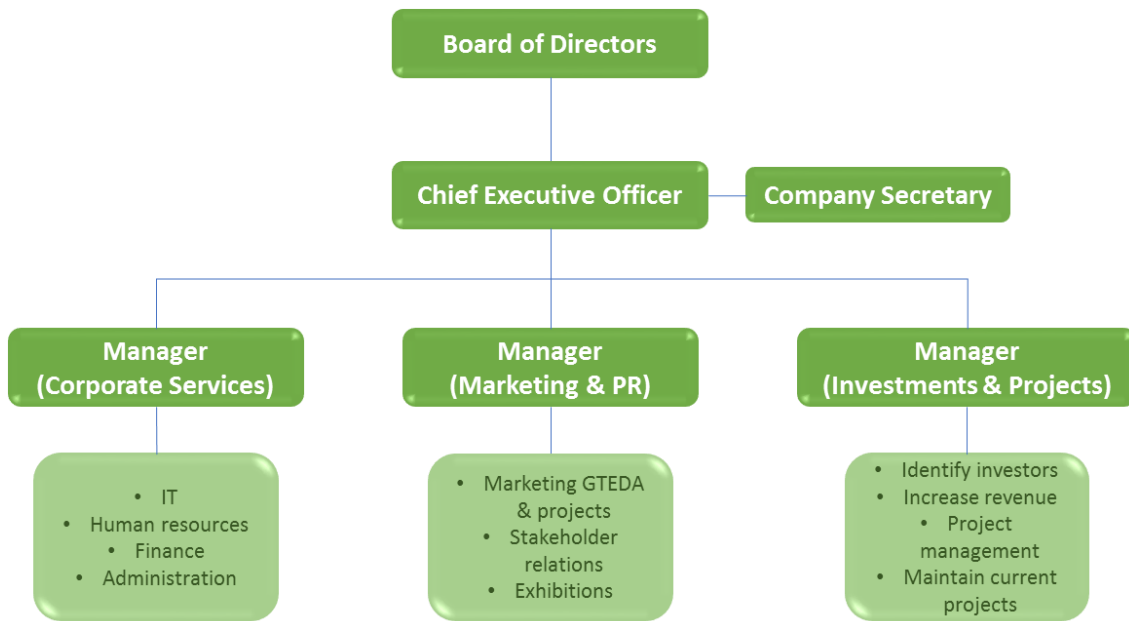 Board of Directors
Chief Executive Officer
Company Secretary
Manager
(Corporate Services)
Manager
(Marketing & PR)
Manager
(Investments & Projects)
• IT
• Human resources
• Finance
• Administration
• Marketing GTEDA
& projects
• Stakeholder
relations
• Exhibitions
• Identify investors
• Increase revenue
• Project
management
• Maintain current
projects